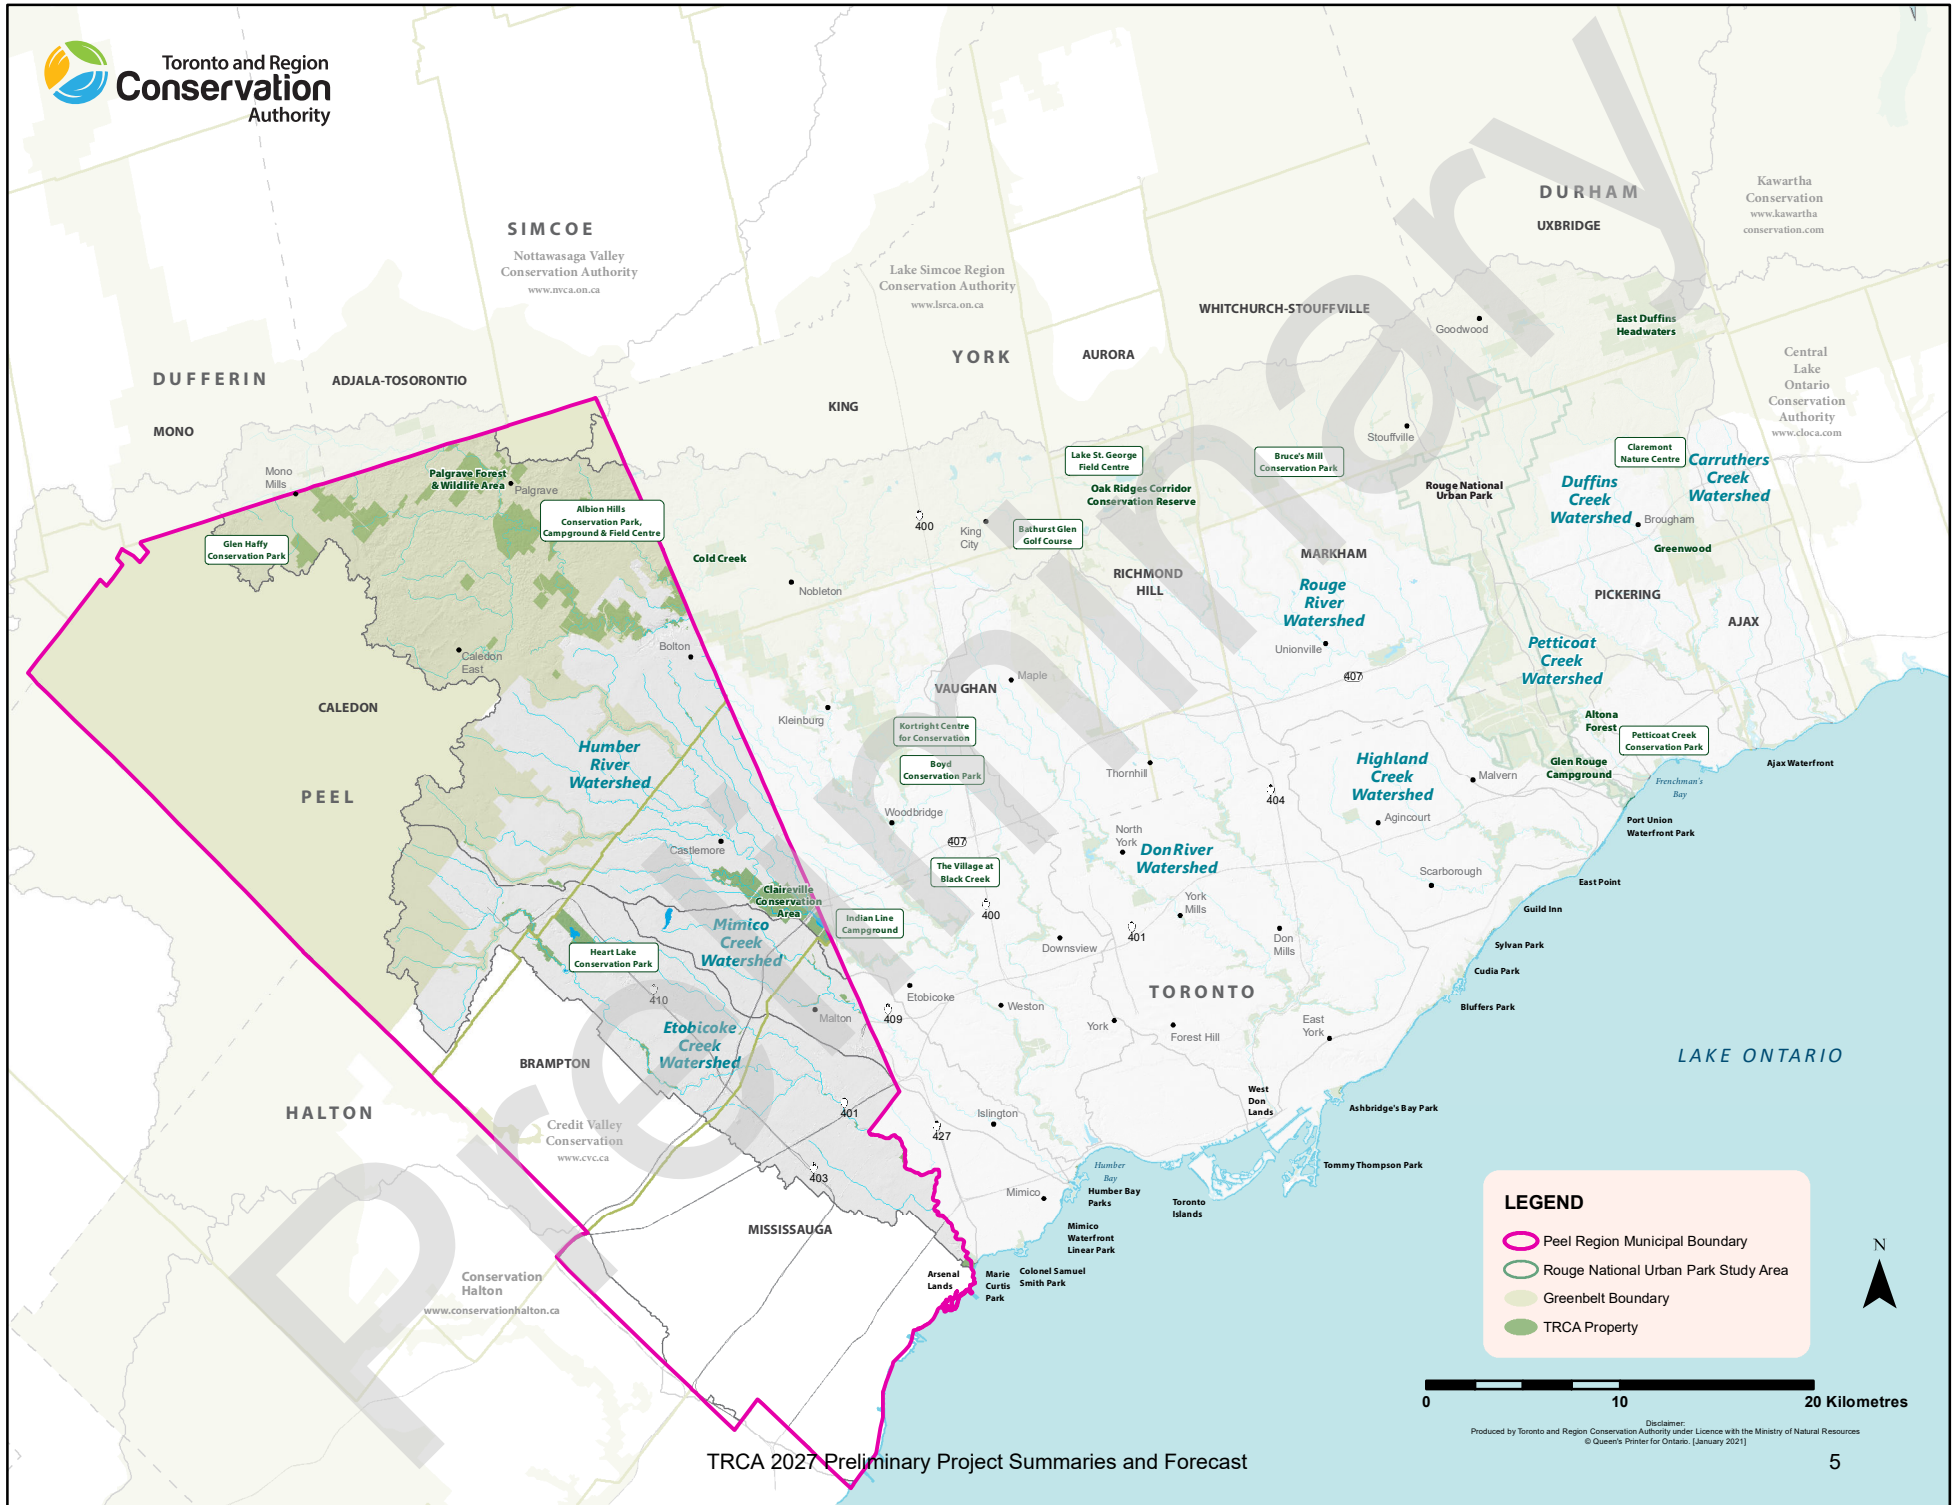 Toronto and Region
Conservation
Authority
Preliminary
DURHAM
UXBRIDGE
Kawartha
Conservation
www.kawartha
conservation.com
SIMCOE
Nottawasaga Valley
Conservation Authority
www.nvca.on.ca
Lake Simcoe Region
Conservation Authority
www.lsrca.on.ca
WHITCHURCH-STOUFFVILLE
Goodwood
East Duffins
Headwaters
YORK
AURORA
Central
Lake
Ontario
Conservation
Authority
www.cloca.com
DUFFERIN
ADJALA-TOSORONTIO
MONO
KING
Stouffville
Mono
Mills
Palgrave Forest
& Wildlife Area
Palgrave
Lake St. George
Field Centre
Bruce's Mill
Conservation Park
Claremont
Nature Centre
Carruthers
Creek
Watershed
Oak Ridges Corridor
Conservation Reserve
Rouge National
Urban Park
Duffins
Creek
Watershed
Albion Hills
Conservation Park,
Campground & Field Centre
Glen Haffy
Conservation Park
400
King
City
Bathurst Glen
Golf Course
Brougham
Greenwood
Cold Creek
MARKHAM
RICHMOND
HILL
Nobleton
Rouge
River
Watershed
PICKERING
AJAX
Caledon
East
Bolton
Unionville
407
Petticoat
Creek
Watershed
CALEDON
VAUGHAN
Maple
Kleinburg
Kortright Centre
for Conservation
Altona
Forest
Petticoat Creek
Conservation Park
Humber
River
Watershed
Boyd
Conservation Park
Thornhill
Highland
Creek
Watershed
Malvern
Glen Rouge
Campground
Ajax Waterfront
Frenchman's
Bay
PEEL
404
Woodbridge
Agincourt
Port Union
Waterfront Park
Castlemore
407
North
York
Don River
Watershed
The Village at
Black Creek
Scarborough
East Point
Claireville
Conservation
Area
Indian Line
Campground
400
York
Mills
Guild Inn
Mimico
Creek
Watershed
401
Downsview
Don
Mills
Sylvan Park
Heart Lake
Conservation Park
Cudia Park
410
Etobicoke
TORONTO
Bluffers Park
Malton
409
Weston
York
Forest Hill
East
York
Etobicoke
Creek
Watershed
BRAMPTON
LAKE ONTARIO
HALTON
401
Islington
West
Don
Lands
Ashbridge's Bay Park
Credit Valley
Conservation
www.cvc.ca
427
403
Humber
Bay
Tommy Thompson Park
Mimico
Humber Bay
Parks
Toronto
Islands
MISSISSAUGA
Mimico
Waterfront
Linear Park
Conservation
Halton
www.conservationhalton.ca
Arsenal
Lands
Marie
Curtis
Park
Colonel Samuel
Smith Park
LEGEND
Peel Region Municipal Boundary
Rouge National Urban Park Study Area
Greenbelt Boundary
TRCA Property
N
0 10 20 Kilometres
Disclaimer:
Produced by Toronto and Region Conservation Authority under Licence with the Ministry of Natural Resources
© Queen's Printer for Ontario. [January 2021]
TRCA 2027 Preliminary Project Summaries and Forecast
5